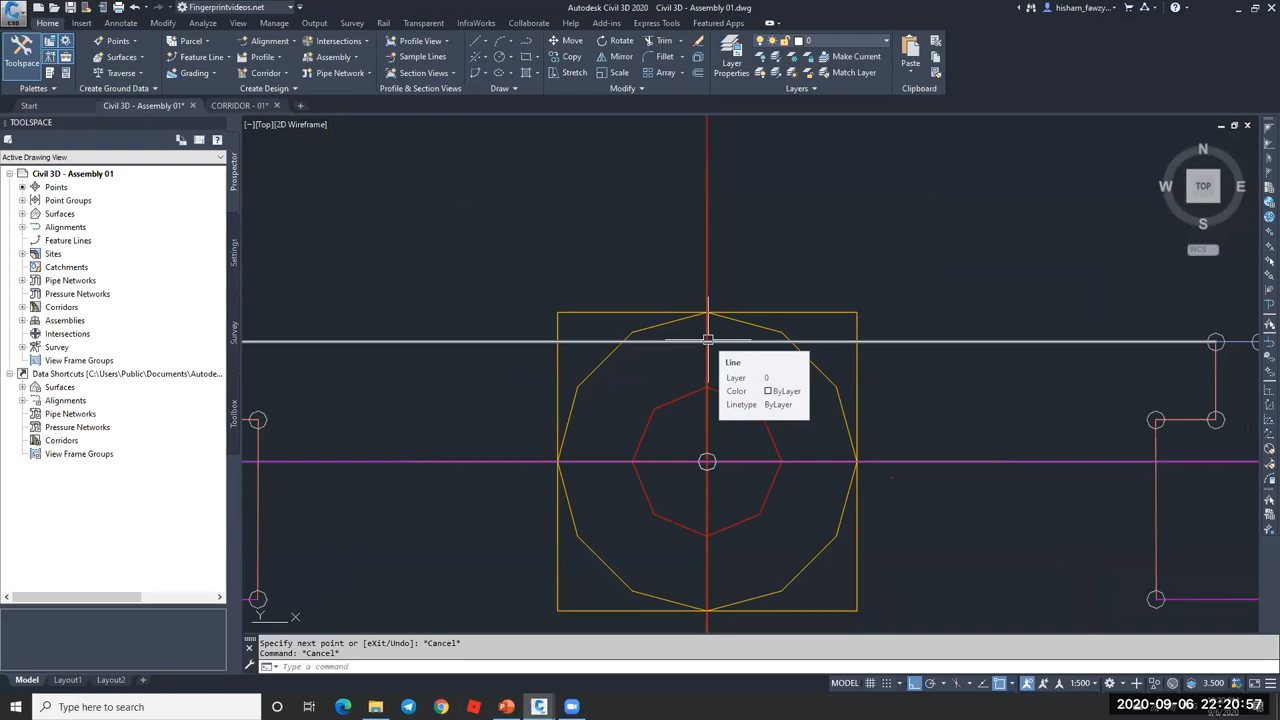 Fingerprintvideos.net
Autodesk Civil 3D 2020   Civil 3D - Assembly 01.dwg
hisham_fawzy...
C3D
Home Insert Annotate Modify Analyze View Manage Output Survey Rail Transparent InfraWorks Collaborate Help Add-ins Express Tools Featured Apps
Toolspace
Points
Surfaces
Traverse
Parcel
Feature Line
Grading
Alignment
Profile
Corridor
Intersections
Assembly
Pipe Network
Profile View
Sample Lines
Section Views
Move
Copy
Stretch
Rotate
Mirror
Scale
Trim
Fillet
Array
Layer
Properties
0
Make Current
Match Layer
Paste
Palettes Create Ground Data Create Design Profile & Section Views Draw Modify Layers Clipboard
Start Civil 3D - Assembly 01* CORRIDOR - 01*
TOOLSPACE
Active Drawing View
Civil 3D - Assembly 01
Points
Point Groups
Surfaces
Alignments
Feature Lines
Sites
Catchments
Pipe Networks
Pressure Networks
Corridors
Assemblies
Intersections
Survey
View Frame Groups
Data Shortcuts [C:\Users\Public\Documents\Autode...
Surfaces
Alignments
Pipe Networks
Pressure Networks
Corridors
View Frame Groups
Prospector
Settings
Survey
Toolbox
[−][Top][2D Wireframe]
N
W TOP E
S
WCS
Line
Layer 0
Color ByLayer
Linetype ByLayer
Y
Specify next point or [eXit/Undo]: *Cancel*
Command: *Cancel*
Type a command
Model Layout1 Layout2
MODEL 1:500 3.500
Type here to search
2020-09-06 22:20:57